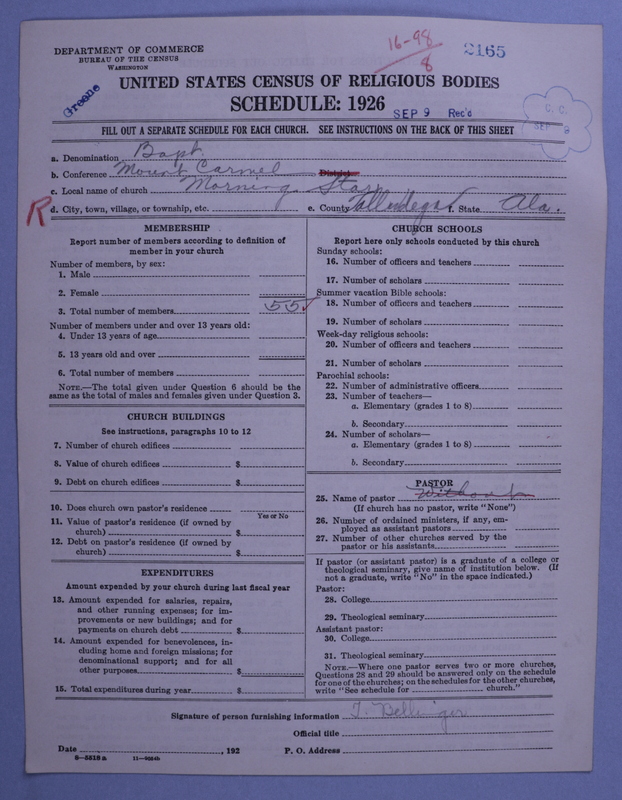 16-98
8
2165
DEPARTMENT OF COMMERCE
BUREAU OF THE CENSUS
WASHINGTON
Greene
UNITED STATES CENSUS OF RELIGIOUS BODIES
SCHEDULE: 1926
SEP 9 Rec'd
C. C.
SEP 8
FILL OUT A SEPARATE SCHEDULE FOR EACH CHURCH. SEE INSTRUCTIONS ON THE BACK OF THIS SHEET
a. Denomination Bapt.
b. Conference Mount Carmel District
c. Local name of church Morning Star
R d. City, town, village, or township, etc. e. County Talladega f. State Ala.
MEMBERSHIP
Report number of members according to definition of
member in your church
Number of members, by sex:
1. Male
2. Female
3. Total number of members 55 ✓
Number of members under and over 13 years old:
4. Under 13 years of age
5. 13 years old and over
6. Total number of members
NOTE.—The total given under Question 6 should be the
same as the total of males and females given under Question 3.
CHURCH BUILDINGS
See instructions, paragraphs 10 to 12
7. Number of church edifices
8. Value of church edifices $
9. Debt on church edifices $
10. Does church own pastor's residence
Yes or No
11. Value of pastor's residence (if owned by
church) $
12. Debt on pastor's residence (if owned by
church) $
EXPENDITURES
Amount expended by your church during last fiscal year
13. Amount expended for salaries, repairs,
and other running expenses; for im-
provements or new buildings; and for
payments on church debt $
14. Amount expended for benevolences, in-
cluding home and foreign missions; for
denominational support; and for all
other purposes $
15. Total expenditures during year $
CHURCH SCHOOLS
Report here only schools conducted by this church
Sunday schools:
16. Number of officers and teachers
17. Number of scholars
Summer vacation Bible schools:
18. Number of officers and teachers
19. Number of scholars
Week-day religious schools:
20. Number of officers and teachers
21. Number of scholars
Parochial schools:
22. Number of administrative officers
23. Number of teachers—
a. Elementary (grades 1 to 8)
b. Secondary
24. Number of scholars—
a. Elementary (grades 1 to 8)
b. Secondary
PASTOR
25. Name of pastor
(If church has no pastor, write "None")
26. Number of ordained ministers, if any, em-
ployed as assistant pastors
27. Number of other churches served by the
pastor or his assistants
If pastor (or assistant pastor) is a graduate of a college or
theological seminary, give name of institution below. (If
not a graduate, write "No" in the space indicated.)
Pastor:
28. College
29. Theological seminary
Assistant pastor:
30. College
31. Theological seminary
NOTE.—Where one pastor serves two or more churches,
Questions 28 and 29 should be answered only on the schedule
for one of the churches; on the schedules for the other churches,
write "See schedule for church."
Signature of person furnishing information
Official title
Date , 192 P. O. Address
8—5518a 11—9554b